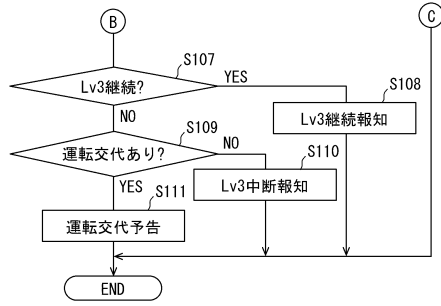 B
C
S107
Lv3継続?
YES
S108
Lv3継続報知
NO
S109
運転交代あり?
NO
S110
Lv3中断報知
YES
S111
運転交代予告
END